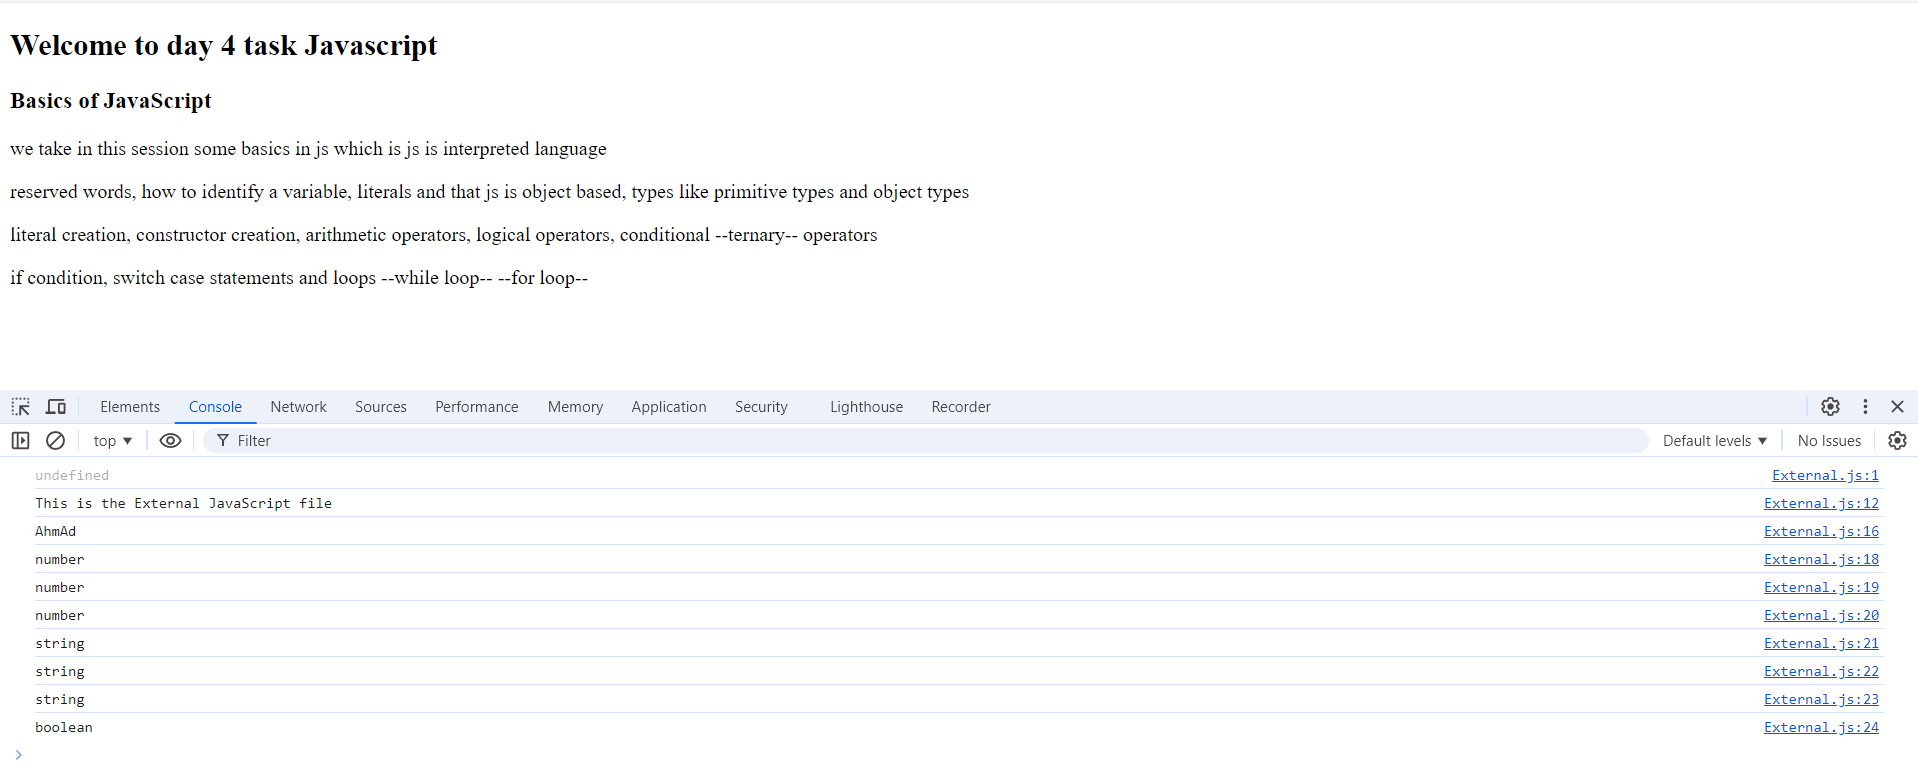 Welcome to day 4 task Javascript
Basics of JavaScript
we take in this session some basics in js which is js is interpreted language
reserved words, how to identify a variable, literals and that js is object based, types like primitive types and object types
literal creation, constructor creation, arithmetic operators, logical operators, conditional --ternary-- operators
if condition, switch case statements and loops --while loop-- --for loop--
Elements Console Network Sources Performance Memory Application Security Lighthouse Recorder
top Filter Default levels No Issues
undefined External.js:1
This is the External JavaScript file External.js:12
AhmAd External.js:16
number External.js:18
number External.js:19
number External.js:20
string External.js:21
string External.js:22
string External.js:23
boolean External.js:24